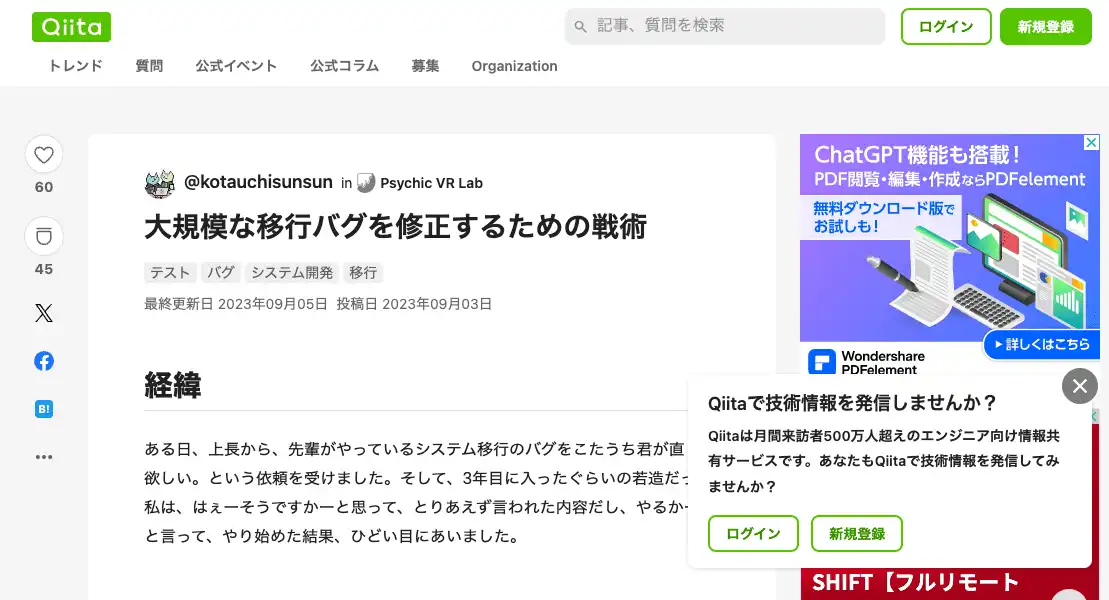 Qiita
記事、質問を検索
ログイン
新規登録
トレンド
質問
公式イベント
公式コラム
募集
Organization
60
45
B!
@kotauchisunsun in Psychic VR Lab
大規模な移行バグを修正するための戦術
テスト バグ システム開発 移行
最終更新日 2023年09月05日 投稿日 2023年09月03日
経緯
ある日、上長から、先輩がやっているシステム移行のバグをこたうち君が直
欲しい。という依頼を受けました。そして、3年目に入ったぐらいの若造だっ
私は、はぇーそうですかーと思って、とりあえず言われた内容だし、やるかー
と言って、やり始めた結果、ひどい目にあいました。
ChatGPT機能も搭載!
PDF閲覧・編集・作成ならPDFelement
無料ダウンロード版で
お試しも!
詳しくはこちら
Wondershare
PDFelement
Qiitaで技術情報を発信しませんか？
Qiitaは月間来訪者500万人超えのエンジニア向け情報共
有サービスです。あなたもQiitaで技術情報を発信してみ
ませんか？
ログイン
新規登録
SHIFT【フルリモート